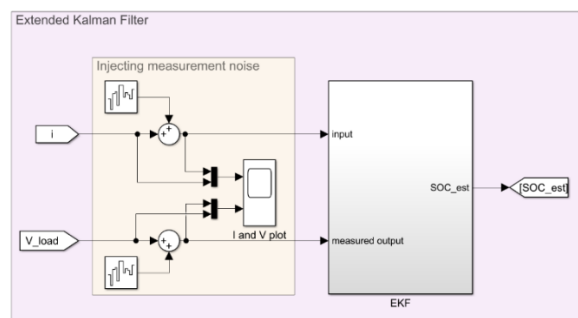 Extended Kalman Filter
Injecting measurement noise
i
input
SOC_est
[SOC_est]
I and V plot
V_load
measured output
EKF